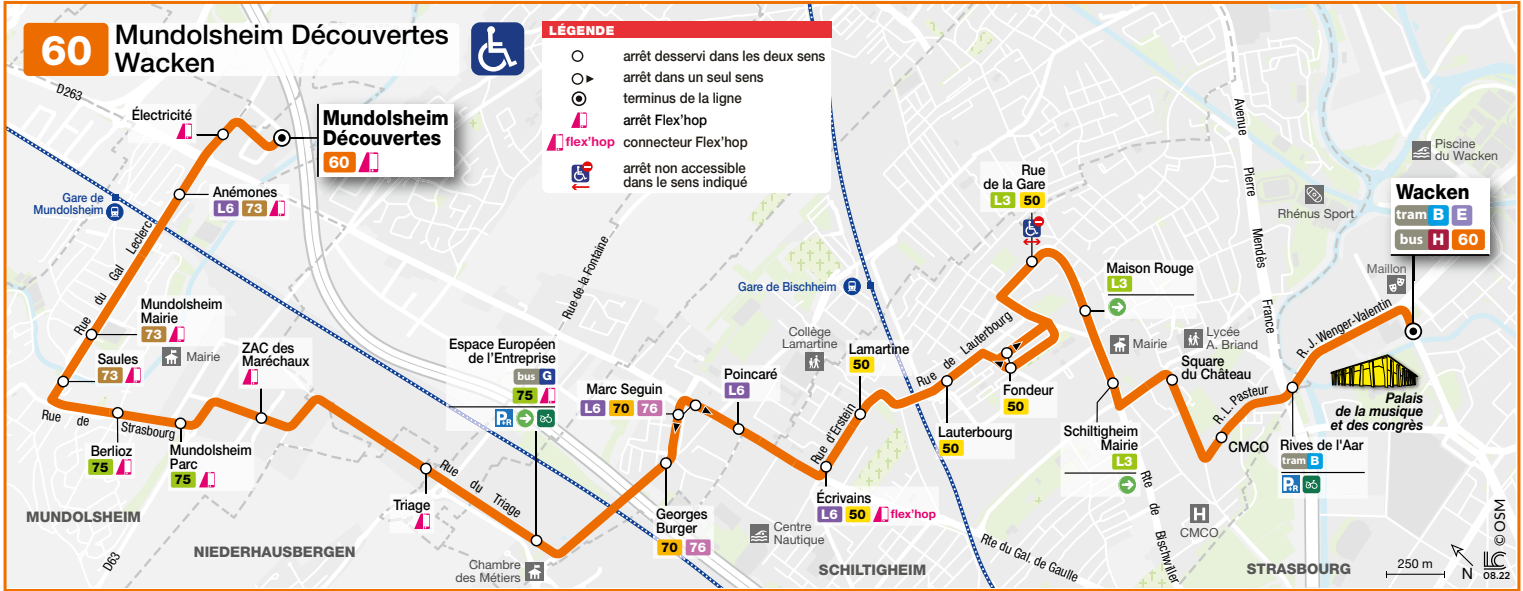 60
Mundolsheim Découvertes
Wacken
LÉGENDE
arrêt desservi dans les deux sens
arrêt dans un seul sens
terminus de la ligne
arrêt Flex'hop
flex'hop connecteur Flex'hop
arrêt non accessible
dans le sens indiqué
D263
Électricité
Mundolsheim
Découvertes
60
Gare de
Mundolsheim
Anémones
L6 73
Rue du Gal Leclerc
Mundolsheim
Mairie
73
Mairie
Saules
73
ZAC des
Maréchaux
Rue de Strasbourg
Berlioz
75
Mundolsheim
Parc
75
MUNDOLSHEIM
D63
NIEDERHAUSBERGEN
Triage
Rue du Triage
Rue de la Fontaine
Espace Européen
de l'Entreprise
bus G
75
P+R
Chambre
des Métiers
Marc Seguin
L6 70 76
Georges
Burger
70 76
Poincaré
L6
Centre
Nautique
Collège
Lamartine
Gare de Bischheim
Lamartine
50
Rue d'Erstein
Écrivains
L6 50 flex'hop
SCHILTIGHEIM
Rue de Lauterbourg
Lauterbourg
50
Fondeur
50
Rue
de la Gare
L3 50
Maison Rouge
L3
Mairie
Schiltigheim
Mairie
L3
Rte du Gal. de Gaulle
Rte de Bischwiller
Lycée
A. Briand
Square
du Château
CMCO
H
CMCO
R. L. Pasteur
Rives de l'Aar
tram B
P+R
Avenue Pierre Mendès France
Rhénus Sport
Piscine
du Wacken
Wacken
tram B E
bus H 60
Maillon
R. J. Wenger-Valentin
Palais
de la musique
et des congrès
STRASBOURG
250 m
N
LC
08.22
© OSM